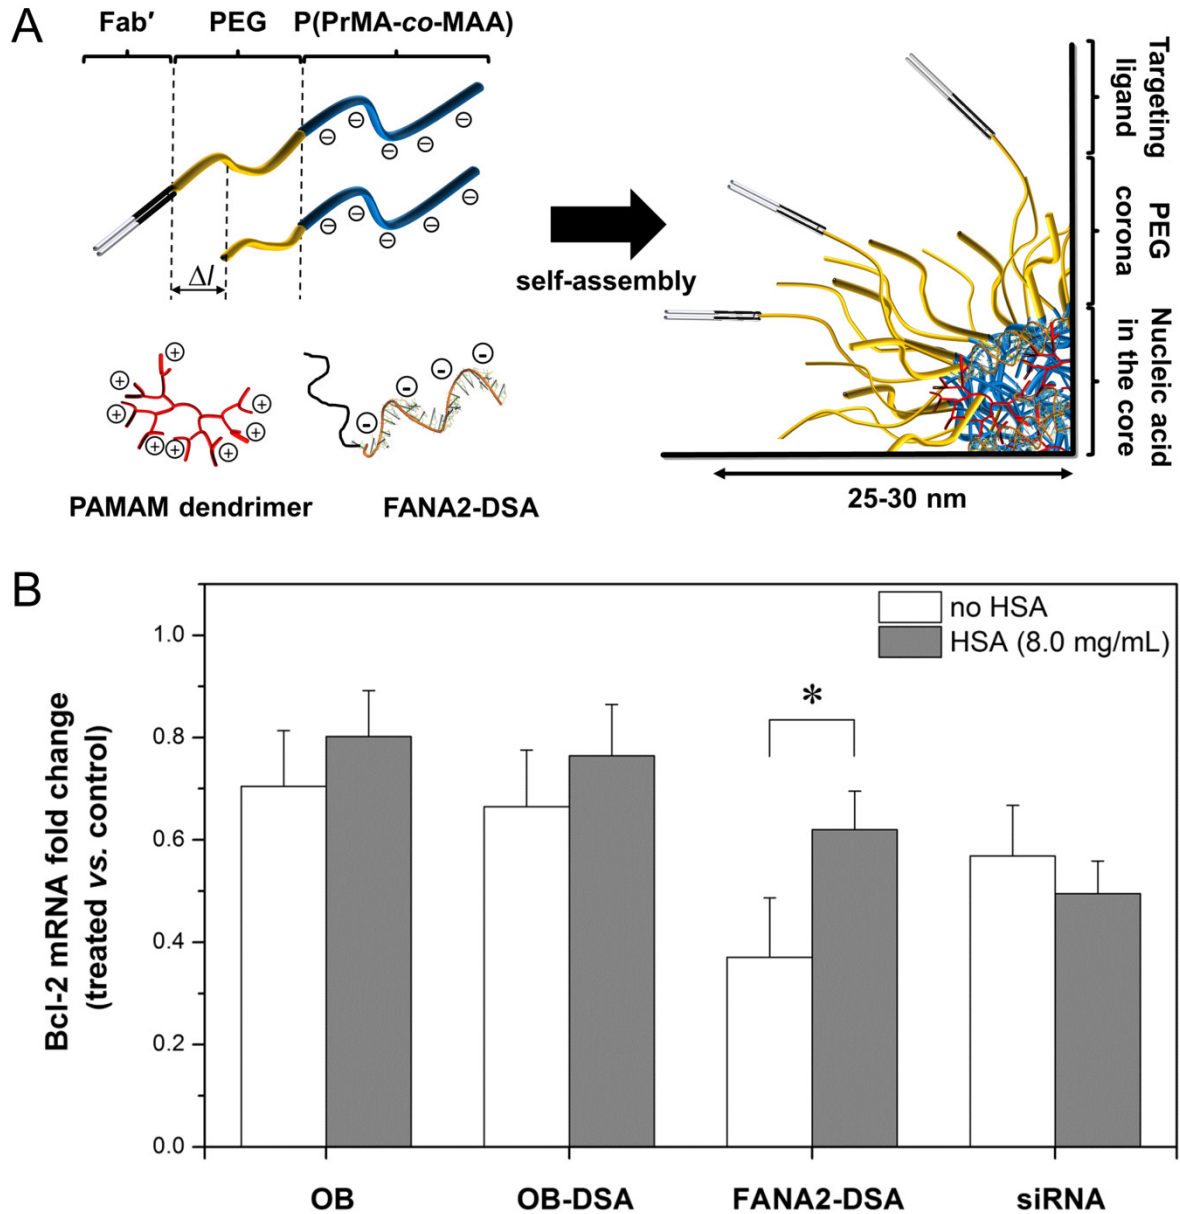 A
Fab′ PEG P(PrMA-co-MAA)
⊖ ⊖ ⊖ ⊖ ⊖
⊖ ⊖ ⊖ ⊖ ⊖
Δl
self-assembly
Targeting
ligand
PEG
corona
Nucleic acid
in the core
25-30 nm
⊕ ⊕ ⊕ ⊕ ⊕ ⊕ ⊕ ⊕
- - - -
PAMAM dendrimer
FANA2-DSA
B
no HSA
HSA (8.0 mg/mL)
*
Bcl-2 mRNA fold change
(treated vs. control)
1.0
0.8
0.6
0.4
0.2
0.0
OB OB-DSA FANA2-DSA siRNA